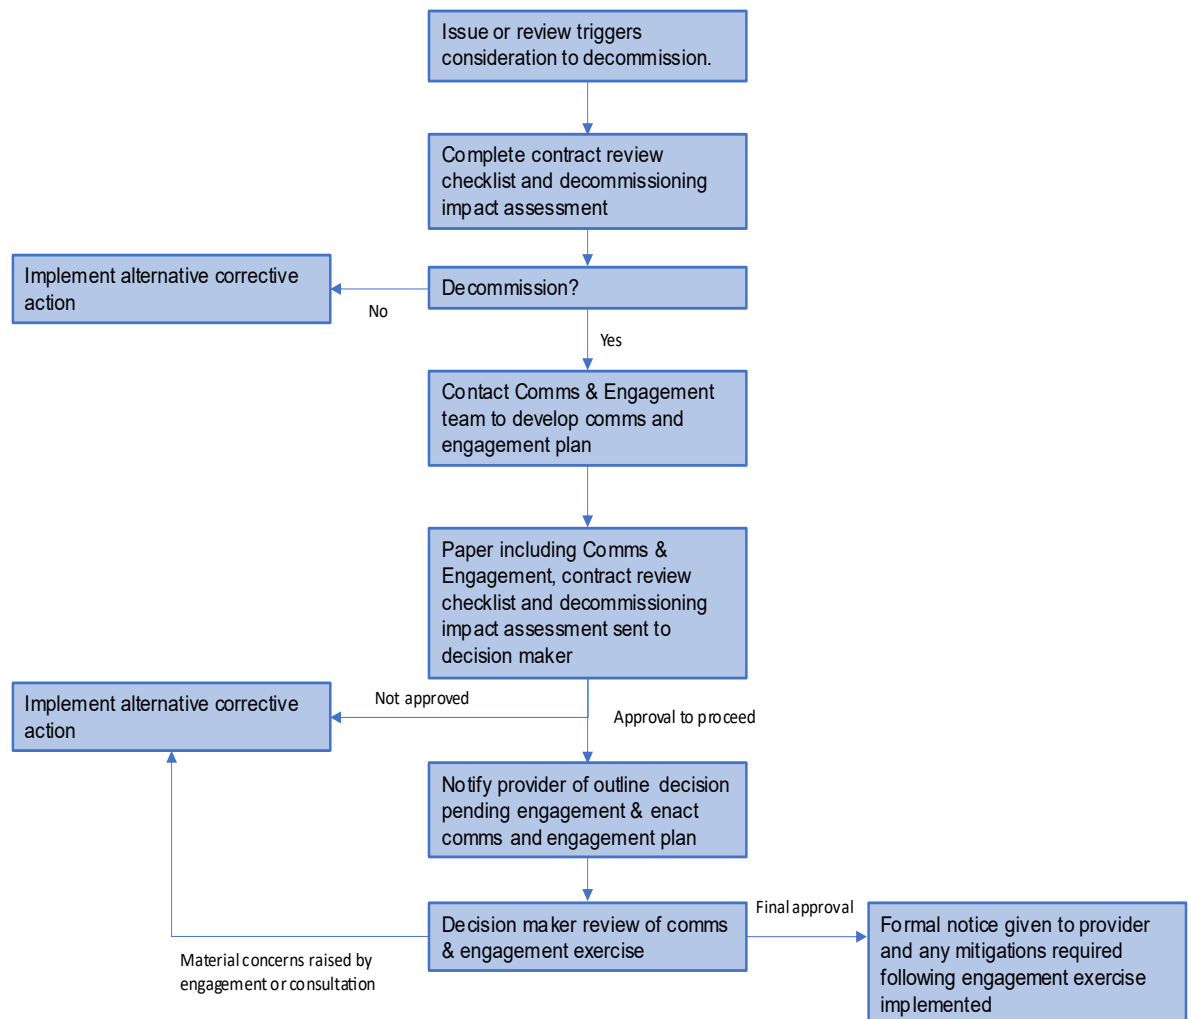 Issue or review triggers
consideration to decommission.
Complete contract review
checklist and decommissioning
impact assessment
Implement alternative corrective
action
No
Decommission?
Yes
Contact Comms & Engagement
team to develop comms and
engagement plan
Paper including Comms &
Engagement, contract review
checklist and decommissioning
impact assessment sent to
decision maker
Implement alternative corrective
action
Not approved
Approval to proceed
Notify provider of outline decision
pending engagement & enact
comms and engagement plan
Decision maker review of comms
& engagement exercise
Final approval
Formal notice given to provider
and any mitigations required
following engagement exercise
implemented
Material concerns raised by
engagement or consultation